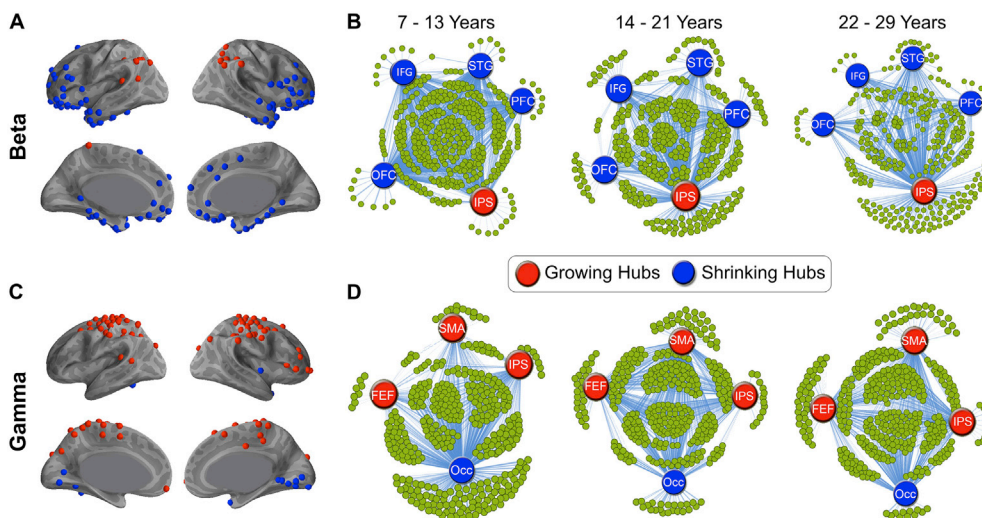 A
B
7 - 13 Years
14 - 21 Years
22 - 29 Years
Beta
IFG
STG
PFC
OFC
IPS
IFG
STG
PFC
OFC
IPS
IFG
STG
PFC
OFC
IPS
Growing Hubs
Shrinking Hubs
C
D
Gamma
SMA
IPS
FEF
Occ
SMA
FEF
IPS
Occ
SMA
FEF
IPS
Occ